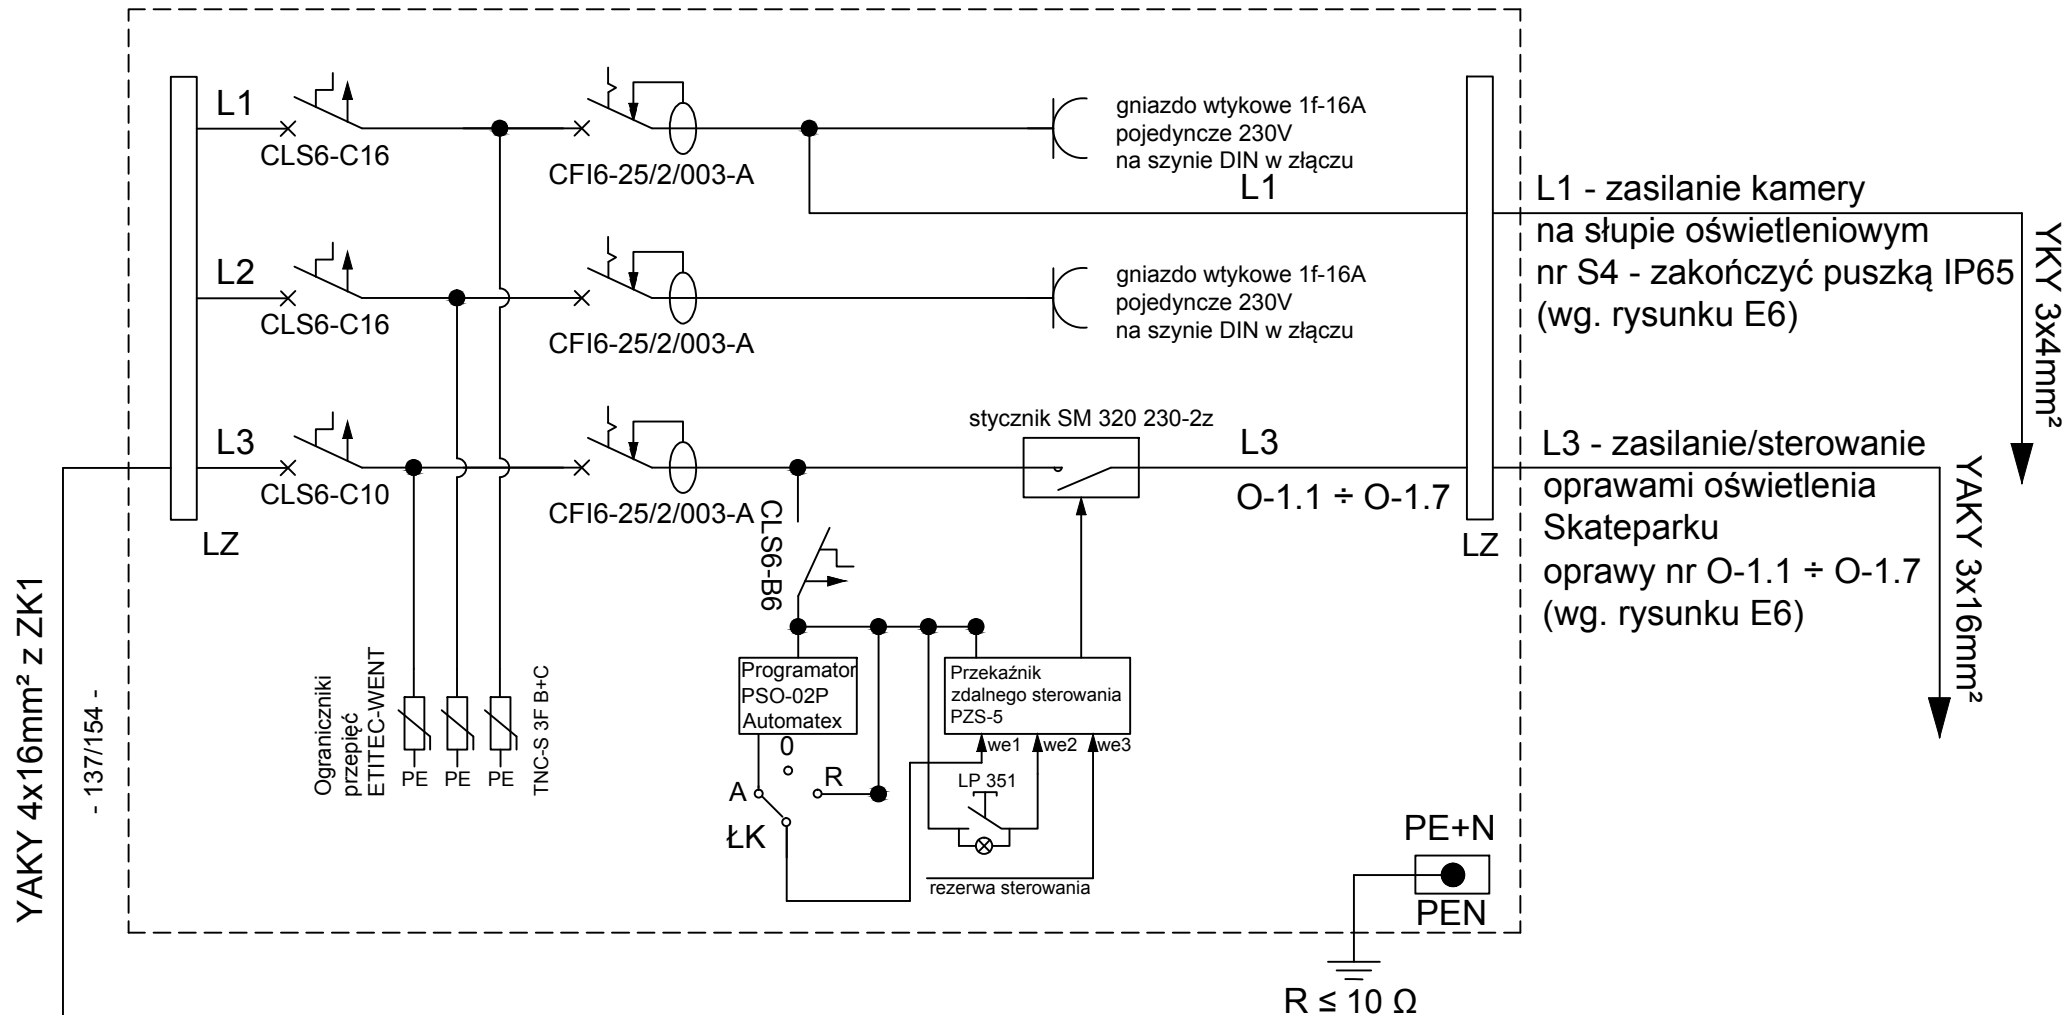 L1
CLS6-C16
CFI6-25/2/003-A
gniazdo wtykowe 1f-16A
pojedyncze 230V
na szynie DIN w złączu
L1
L1 - zasilanie kamery
na słupie oświetleniowym
nr S4 - zakończyć puszką IP65
(wg. rysunku E6)
YKY 3x4mm²
L2
CLS6-C16
CFI6-25/2/003-A
gniazdo wtykowe 1f-16A
pojedyncze 230V
na szynie DIN w złączu
L3
CLS6-C10
CFI6-25/2/003-A
stycznik SM 320 230-2z
L3
O-1.1 ÷ O-1.7
LZ
LZ
L3 - zasilanie/sterowanie
oprawami oświetlenia
Skateparku
oprawy nr O-1.1 ÷ O-1.7
(wg. rysunku E6)
YAKY 3x16mm²
CLS6-B6
YAKY 4x16mm² z ZK1
- 137/154 -
Ograniczniki
przepięć
ETITEC-WENT
PE
PE
PE
TNC-S 3F B+C
Programator
PSO-02P
Automatex
Przekaźnik
zdalnego sterowania
PZS-5
we1
we2
we3
0
A
R
ŁK
LP 351
rezerwa sterowania
PE+N
PEN
R ≤ 10 Ω